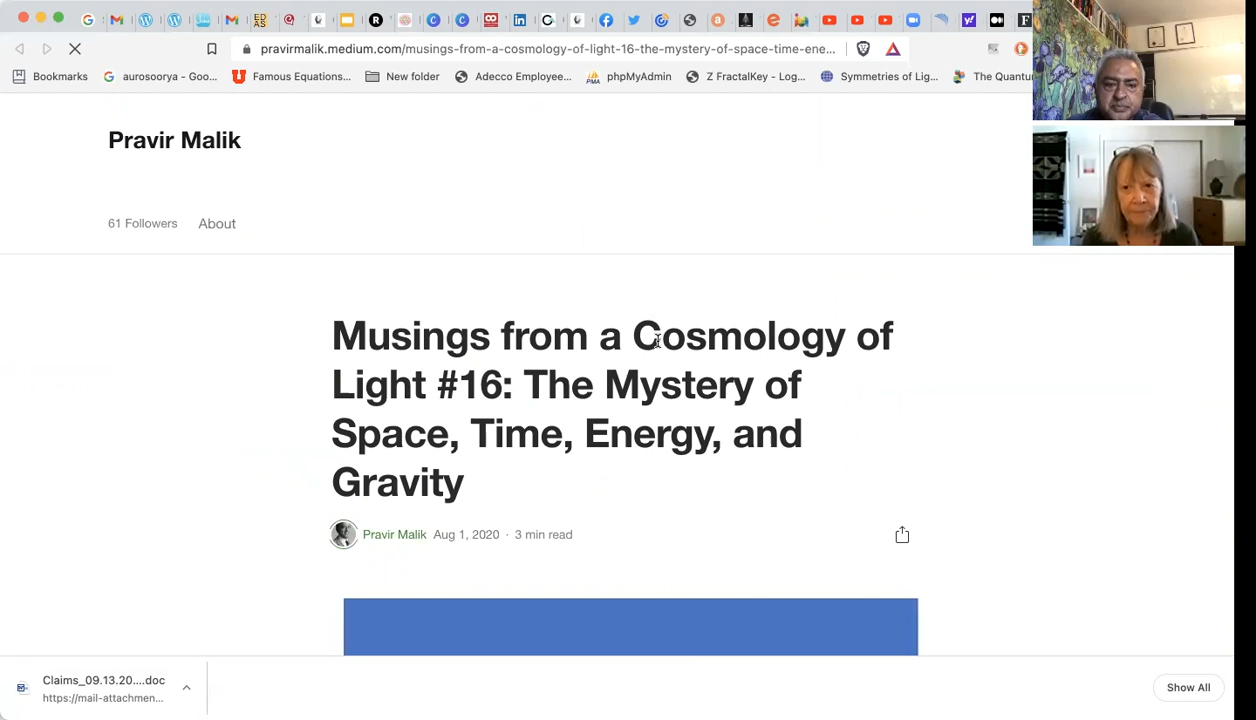 pravirmalik.medium.com/musings-from-a-cosmology-of-light-16-the-mystery-of-space-time-ene...
Bookmarks
aurosoorya - Goo...
Famous Equations...
New folder
Adecco Employee...
phpMyAdmin
Z FractalKey - Log...
Symmetries of Lig...
The Quantu
Pravir Malik
61 Followers About
Musings from a Cosmology of
Light #16: The Mystery of
Space, Time, Energy, and
Gravity
Pravir Malik Aug 1, 2020 · 3 min read
Claims_09.13.20....doc
https://mail-attachmen...
Show All